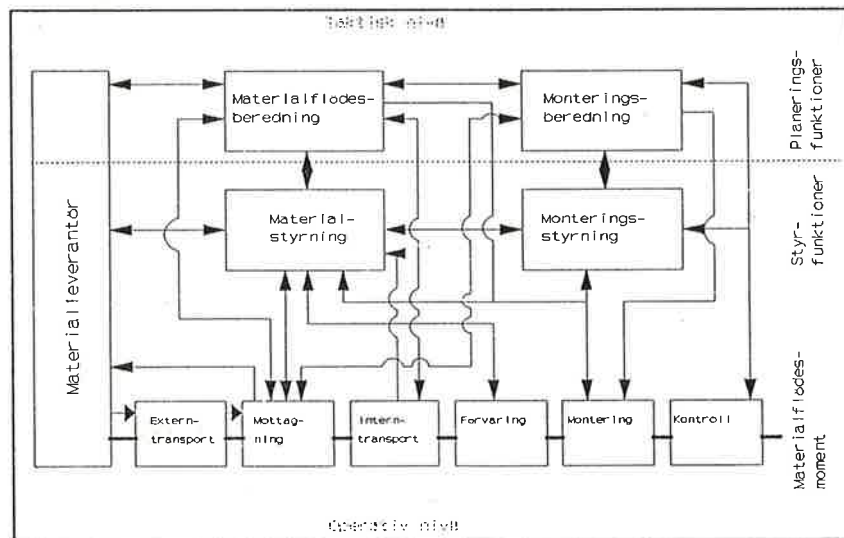 Taktisk nivå
Materialflödes-
beredning
Monterings-
beredning
Planerings-
funktioner
Material-
styrning
Monterings-
styrning
Styr-
funktioner
Materialleverantör
Extern-
transport
Mottag-
ning
Intern-
transport
Förvaring
Montering
Kontroll
Materialflödes-
moment
Operativ nivå